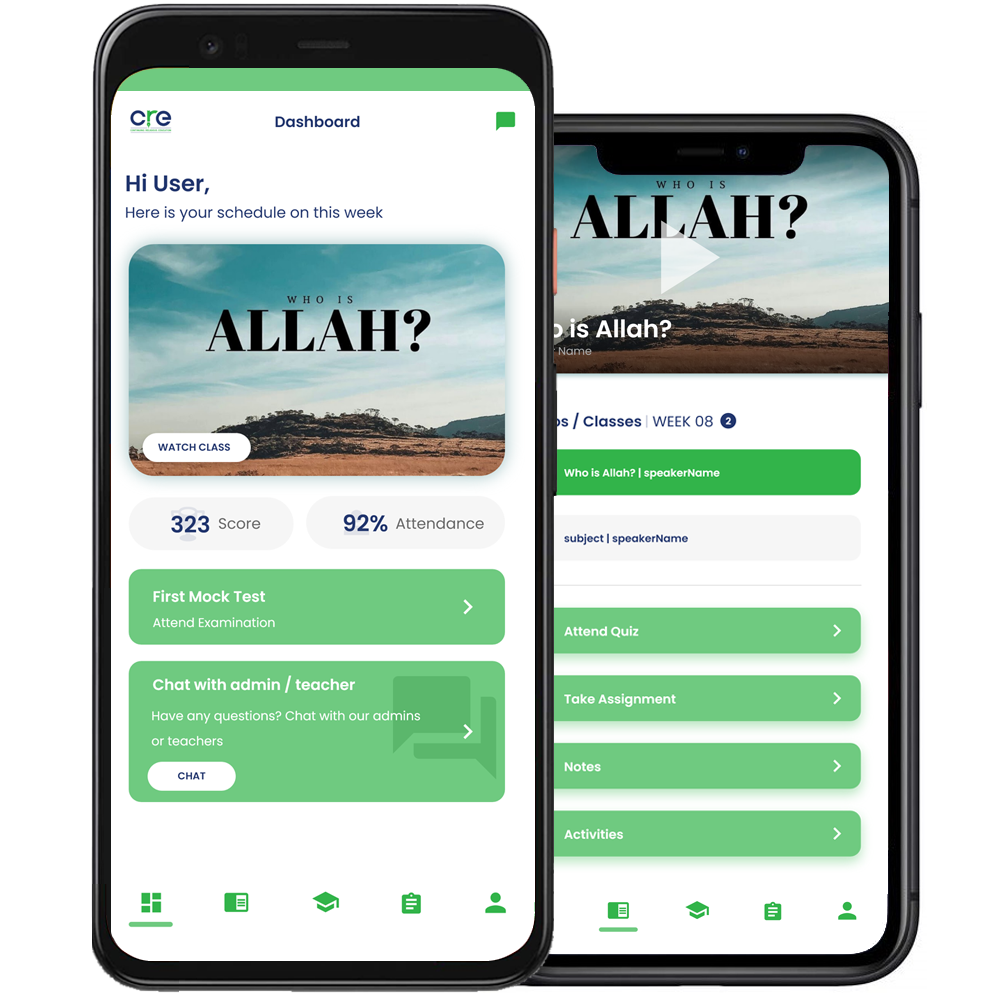 cre
Dashboard
Hi User,
Here is your schedule on this week
WHO IS
ALLAH?
WATCH CLASS
323 Score
92% Attendance
First Mock Test
Attend Examination
Chat with admin / teacher
Have any questions? Chat with our admins
or teachers
CHAT
WHO IS
ALLAH?
o is Allah?
Name
os / Classes | WEEK 08 2
Who is Allah? | speakerName
subject | speakerName
Attend Quiz
Take Assignment
Notes
Activities